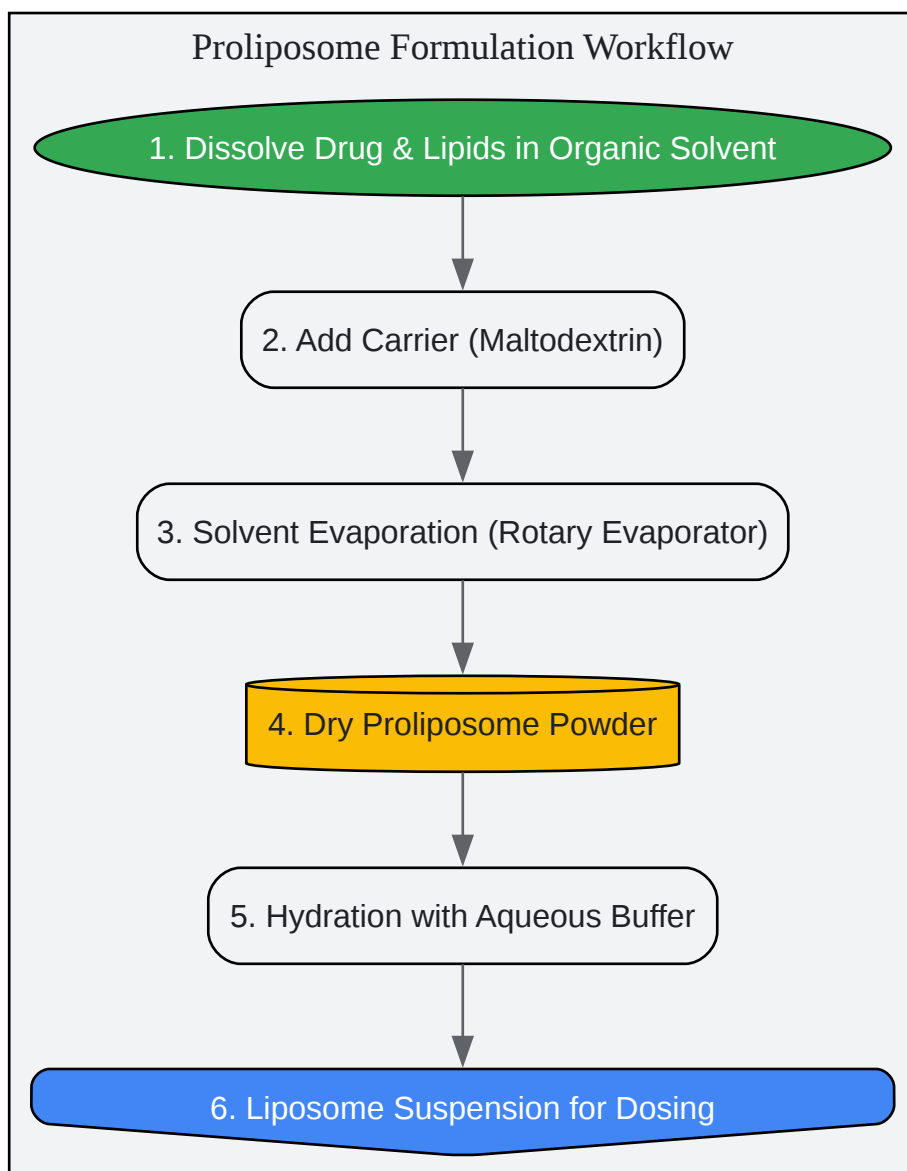 Proliposome Formulation Workflow
1. Dissolve Drug & Lipids in Organic Solvent
2. Add Carrier (Maltodextrin)
3. Solvent Evaporation (Rotary Evaporator)
4. Dry Proliposome Powder
5. Hydration with Aqueous Buffer
6. Liposome Suspension for Dosing